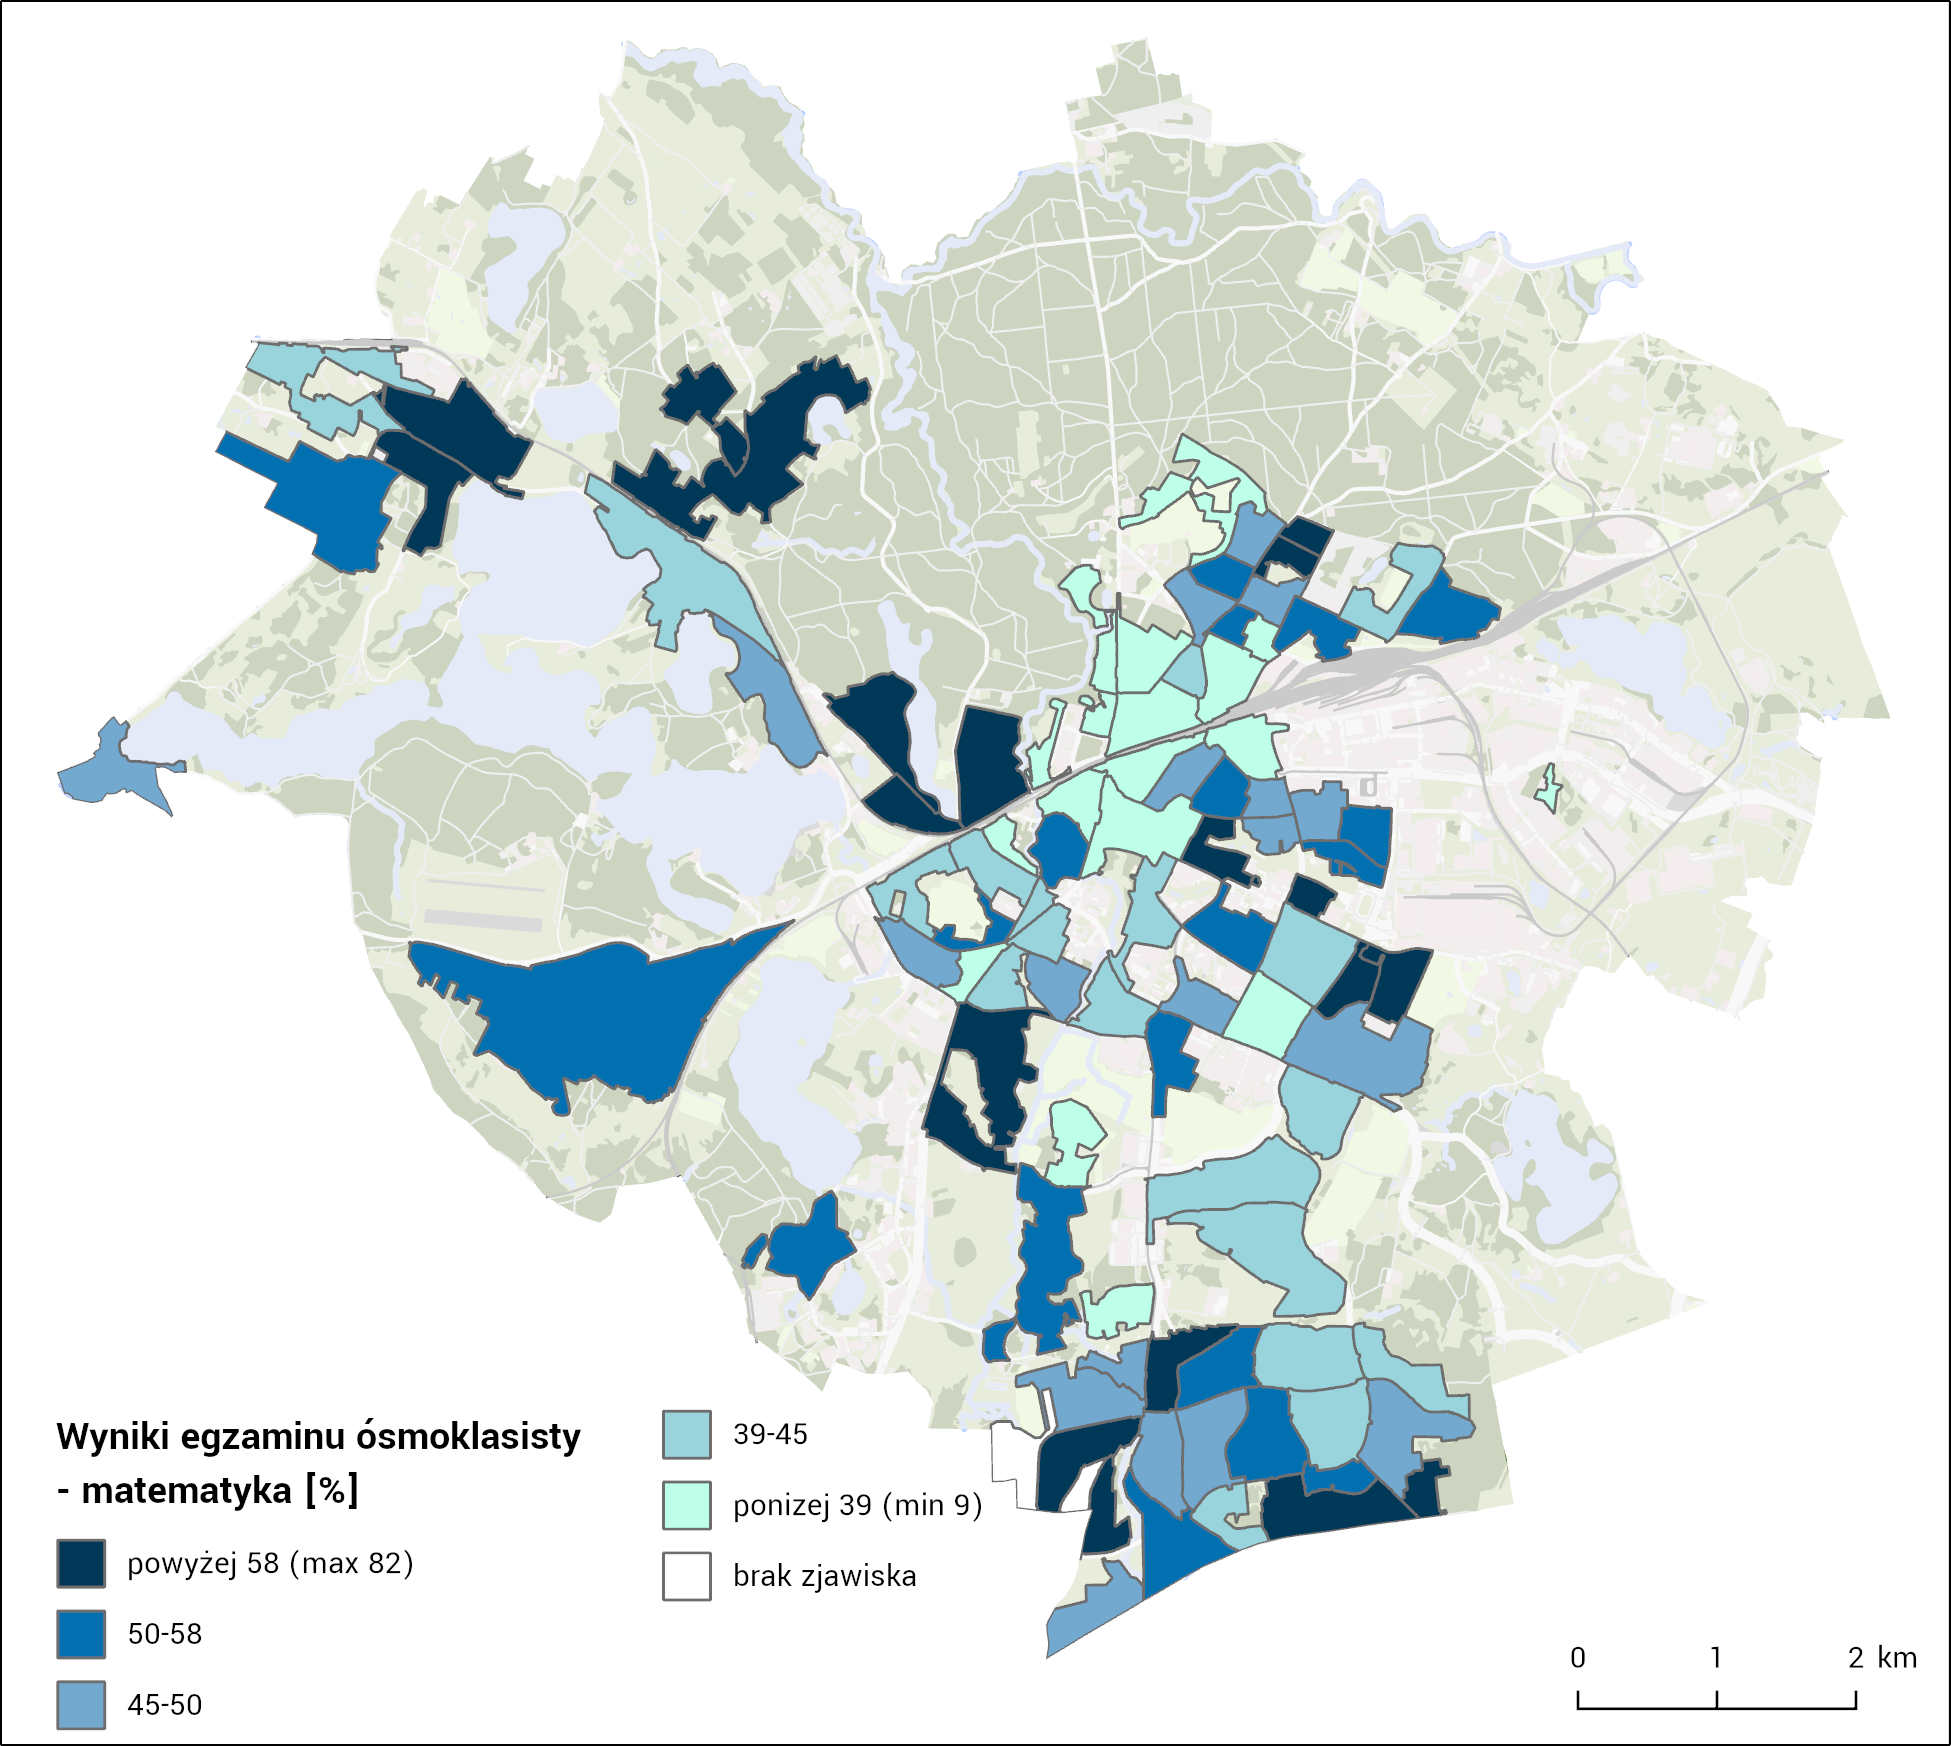 Wyniki egzaminu ósmoklasisty
- matematyka [%]
powyżej 58 (max 82)
50-58
45-50
39-45
ponizej 39 (min 9)
brak zjawiska
0 1 2 km